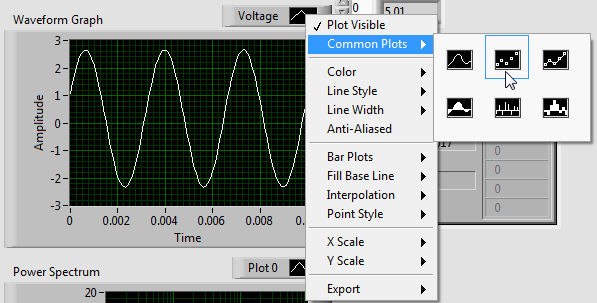 Waveform Graph
Voltage
0
5.01
Plot Visible
Common Plots
Color
Line Style
Line Width
Anti-Aliased
Bar Plots
Fill Base Line
Interpolation
Point Style
X Scale
Y Scale
Export
Amplitude
3
2
1
0
-1
-2
-3
0
0.002
0.004
0.006
0.008
Time
0
0
0
Power Spectrum
Plot 0
20